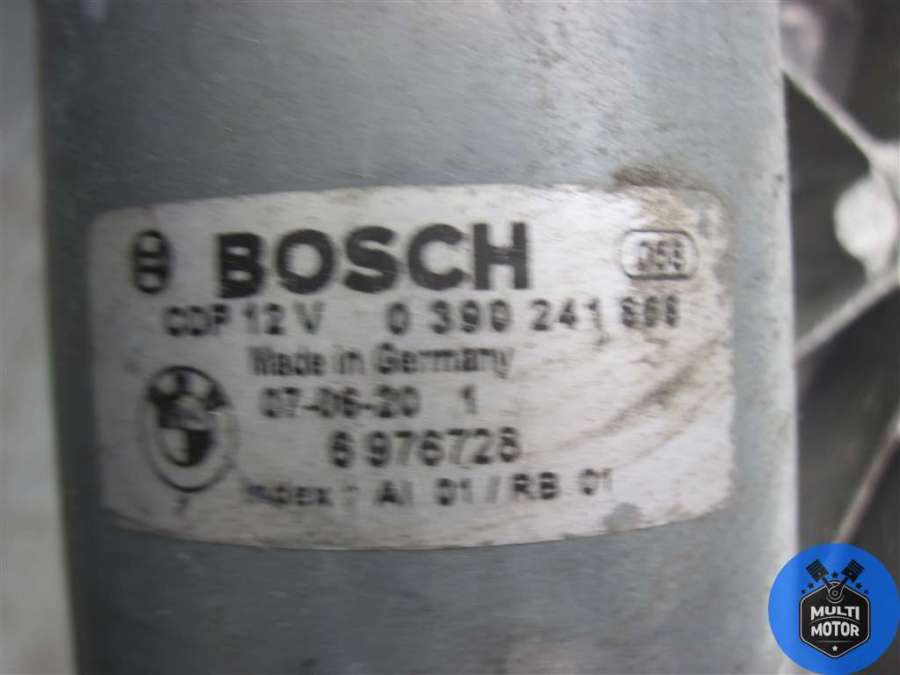 BOSCH
CDP 12 V 0 390 241
Made in Germany
07-06-20 1
6 976728
Index : AI 01 / RB 01
MULTI
MOTOR